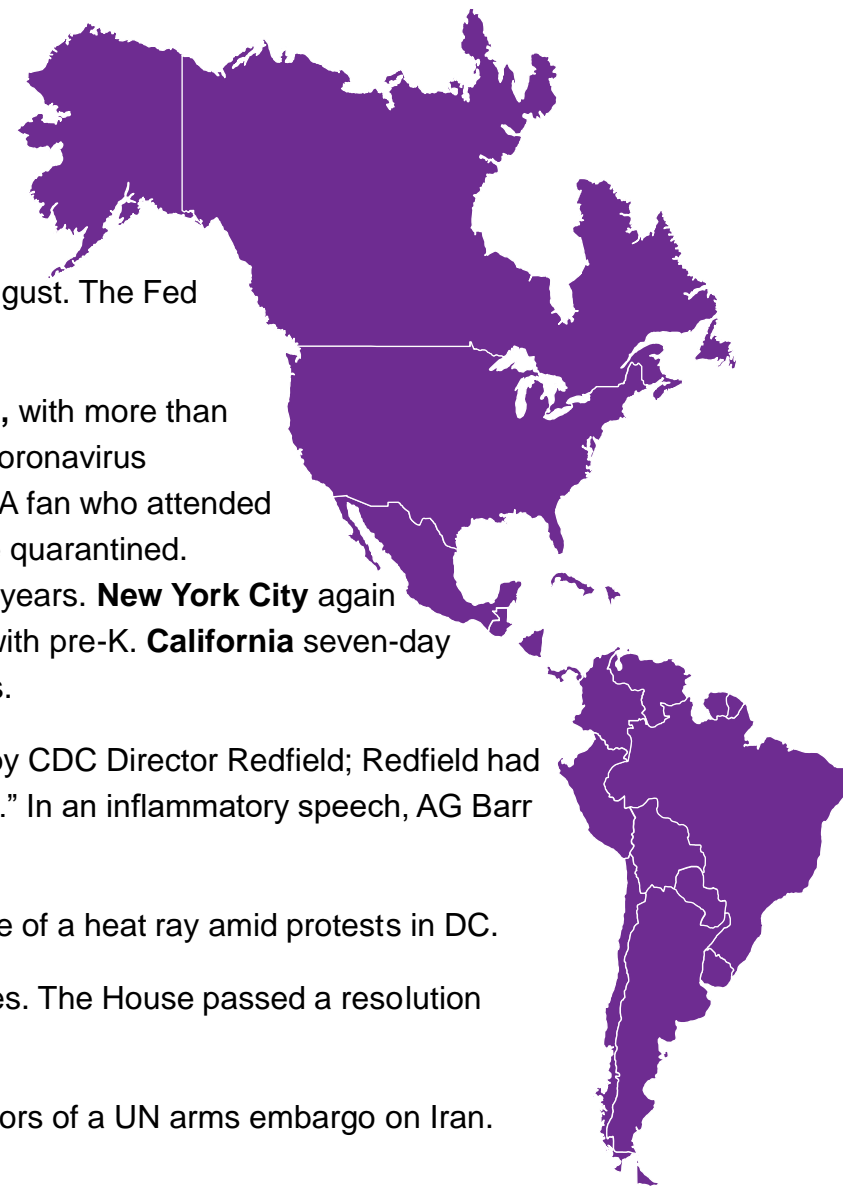 gust. The Fed
, with more than
oronavirus
A fan who attended
quarantined.
years. New York City again
with pre-K. California seven-day
s.
by CDC Director Redfield; Redfield had
.” In an inflammatory speech, AG Barr
e of a heat ray amid protests in DC.
es. The House passed a resolution
ors of a UN arms embargo on Iran.